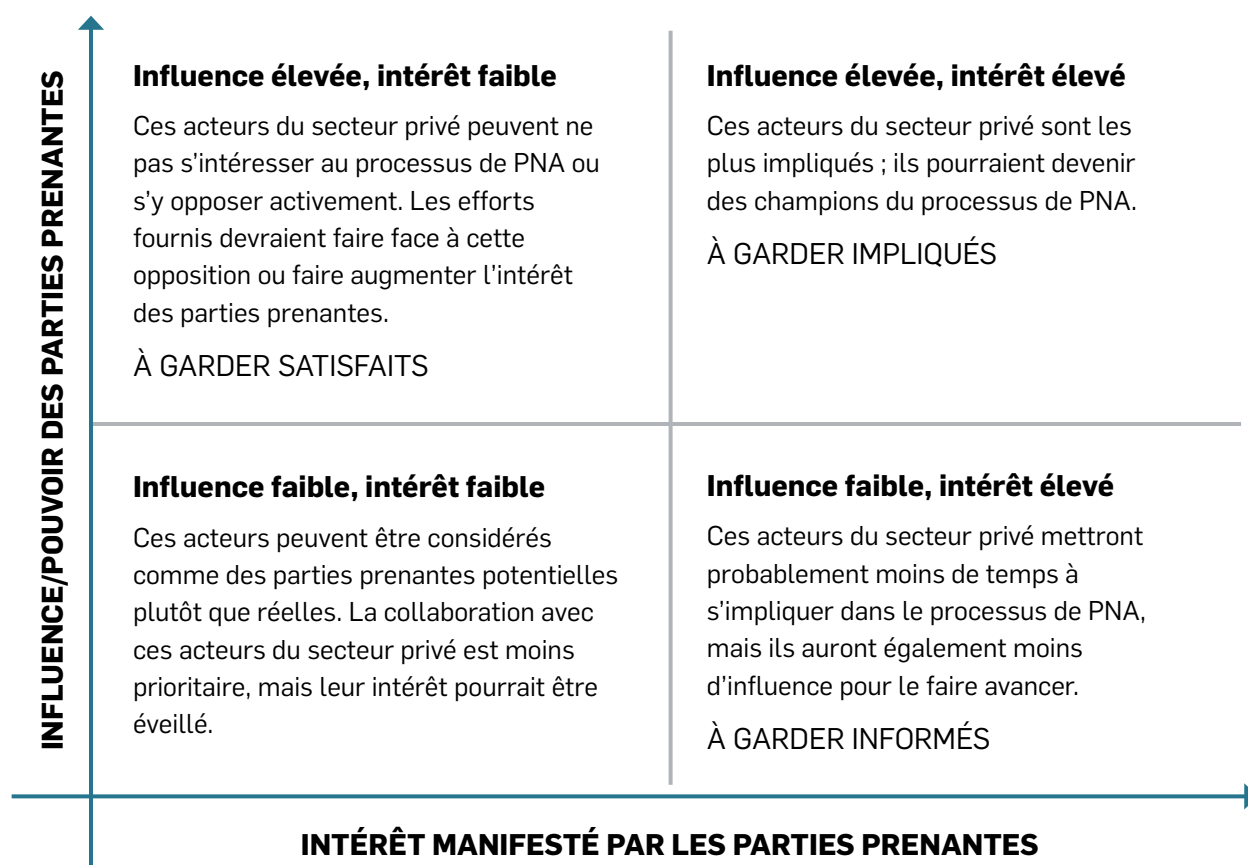 INFLUENCE/POUVOIR DES PARTIES PRENANTES
Influence élevée, intérêt faible
Ces acteurs du secteur privé peuvent ne
pas s'intéresser au processus de PNA ou
s'y opposer activement. Les efforts
fournis devraient faire face à cette
opposition ou faire augmenter l'intérêt
des parties prenantes.
À GARDER SATISFAITS
Influence élevée, intérêt élevé
Ces acteurs du secteur privé sont les
plus impliqués ; ils pourraient devenir
des champions du processus de PNA.
À GARDER IMPLIQUÉS
Influence faible, intérêt faible
Ces acteurs peuvent être considérés
comme des parties prenantes potentielles
plutôt que réelles. La collaboration avec
ces acteurs du secteur privé est moins
prioritaire, mais leur intérêt pourrait être
éveillé.
Influence faible, intérêt élevé
Ces acteurs du secteur privé mettront
probablement moins de temps à
s'impliquer dans le processus de PNA,
mais ils auront également moins
d'influence pour le faire avancer.
À GARDER INFORMÉS
INTÉRÊT MANIFESTÉ PAR LES PARTIES PRENANTES